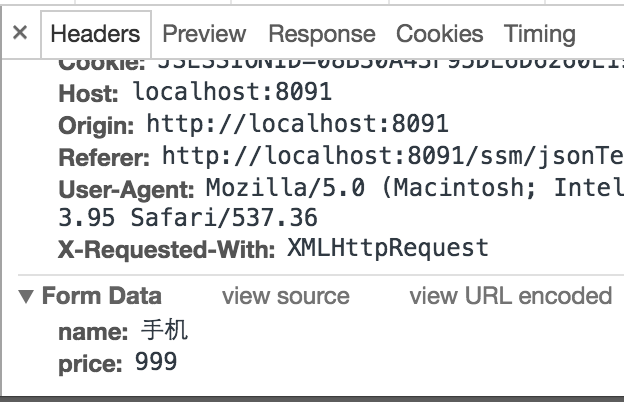 × Headers Preview Response Cookies Timing
Host: localhost:8091
Origin: http://localhost:8091
Referer: http://localhost:8091/ssm/jsonTe
User-Agent: Mozilla/5.0 (Macintosh; Intel
3.95 Safari/537.36
X-Requested-With: XMLHttpRequest
▼ Form Data view source view URL encoded
name: 手机
price: 999